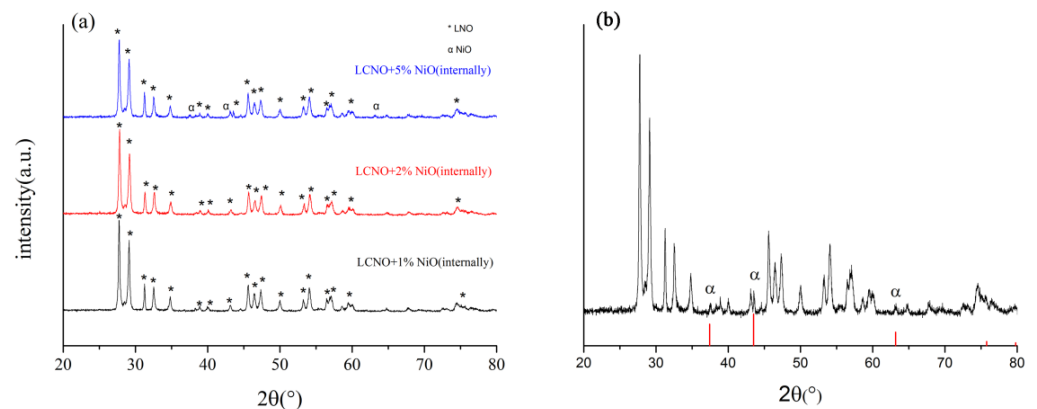 (a)
* LNO
α NiO
LCNO+5% NiO(internally)
* * * * * α * * α * * * * * * * * * α *
LCNO+2% NiO(internally)
* * * * * * * * * * * * * * * * *
LCNO+1% NiO(internally)
* * * * * * * * * * * * * * * * *
intensity(a.u.)
20 30 40 50 60 70 80
2θ(°)
(b)
α α α
20 30 40 50 60 70 80
2θ(°)